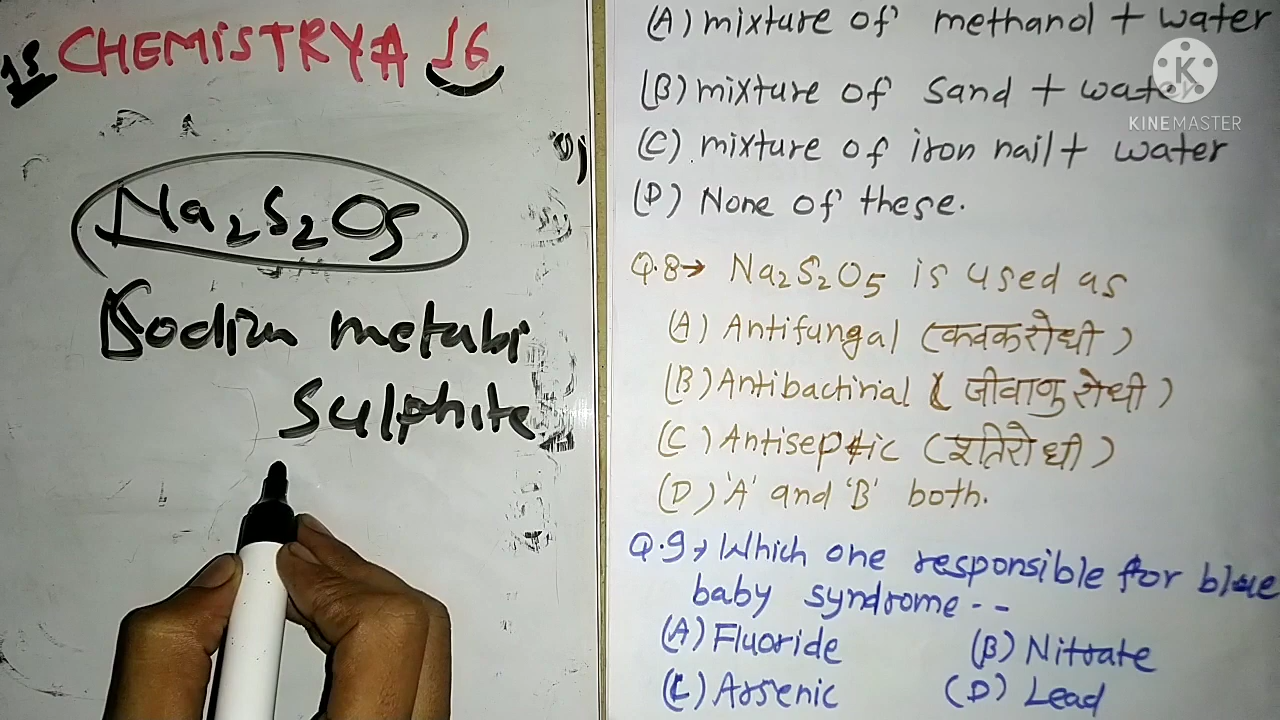 18 CHEMISTRY A 16
Na2S2O5
Sodium metabi
Sulphite
(A) mixture of methanol + water
(B) mixture of sand + water
(C) mixture of iron nail + water
(D) None of these.
Q.8→ Na2S2O5 is used as
(A) Antifungal (कवकरोधी)
(B) Antibactirial (जीवाणु रोधी)
(C) Antiseptic (प्रतिरोधी)
(D) 'A' and 'B' both.
Q.9→ Which one responsible for blue
baby syndrome--
(A) Fluoride (B) Nitrate
(C) Arsenic (D) Lead
KINEMASTER